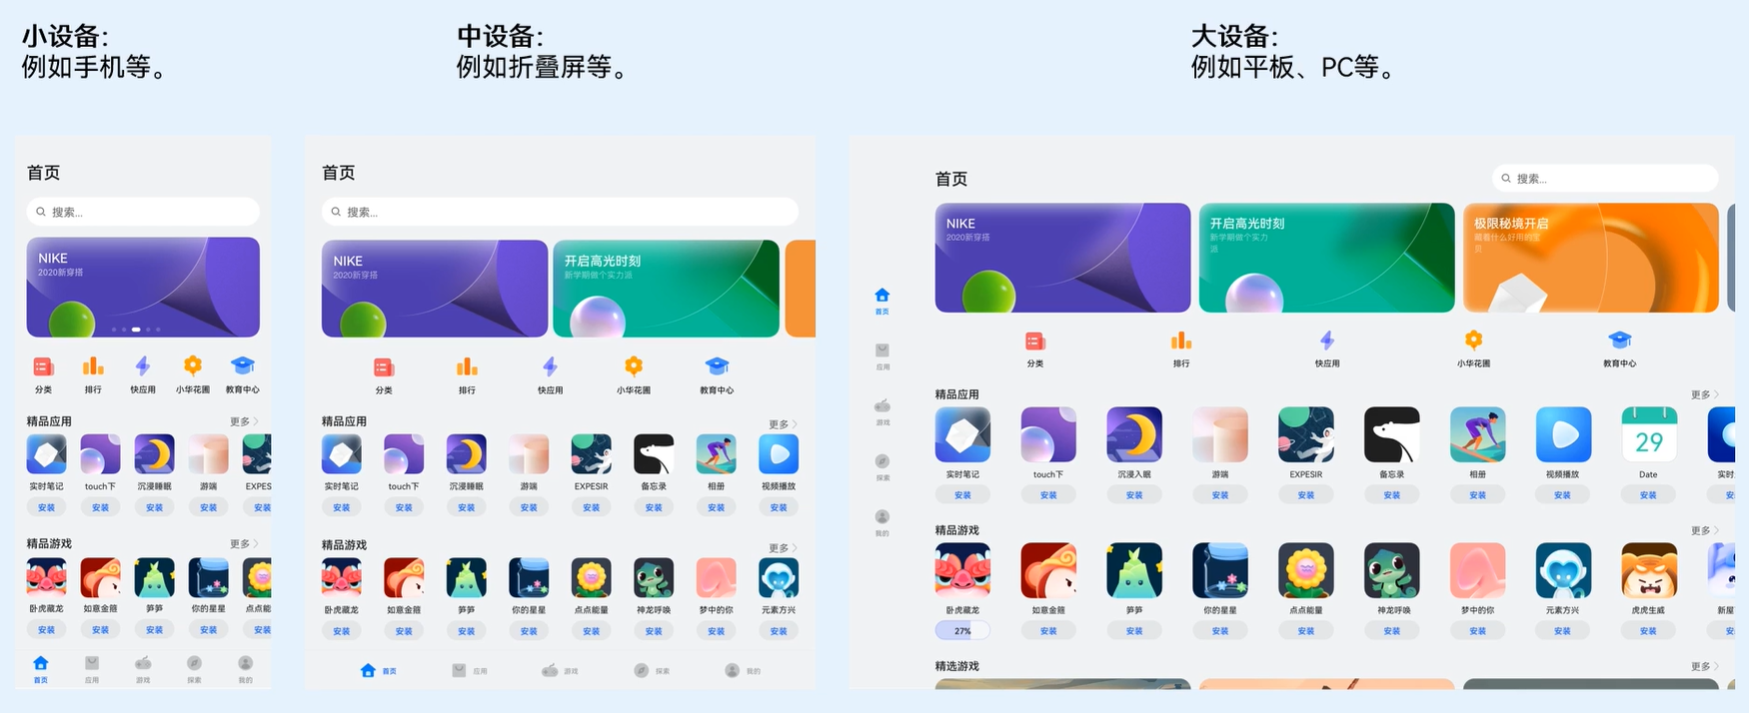 小设备：
例如手机等。
中设备：
例如折叠屏等。
大设备：
例如平板、PC等。
首页
搜索...
NIKE
2020新穿搭
分类 排行 快应用 小华花圃 教育中心
精品应用 更多
实时笔记 touch下 沉浸睡眠 游端 EXPES
安装 安装 安装 安装 安装
精品游戏 更多
卧虎藏龙 如意金箍 笋笋 你的星星 点点能
安装 安装 安装 安装 安装
首页 应用 游戏 探索 我的
首页
搜索...
NIKE
2020新穿搭
开启高光时刻
新学期做个实力派
分类 排行 快应用 小华花圃 教育中心
精品应用 更多
实时笔记 touch下 沉浸睡眠 游端 EXPESIR 备忘录 相册 视频播放
安装 安装 安装 安装 安装 安装 安装 安装
精品游戏 更多
卧虎藏龙 如意金箍 笋笋 你的星星 点点能量 神龙呼唤 梦中的你 元素方兴
安装 安装 安装 安装 安装 安装 安装 安装
首页 应用 游戏 探索 我的
首页
搜索...
NIKE
2020新穿搭
开启高光时刻
新学期做个实力
派
极限秘境开启
看什么好用的宝
贝
首页
应用
游戏
探索
我的
分类 排行 快应用 小华花圃 教育中心
精品应用 更多
实时笔记 touch下 沉浸入眠 游端 EXPESIR 备忘录 相册 视频播放 29 Date 实时
安装 安装 安装 安装 安装 安装 安装 安装 安装 安
精品游戏 更多
卧虎藏龙 如意金箍 笋笋 你的星星 点点能量 神龙呼唤 梦中的你 元素方兴 虎虎生威 新屋
27% 安装 安装 安装 安装 安装 安装 安装 安装 安
精选游戏 更多